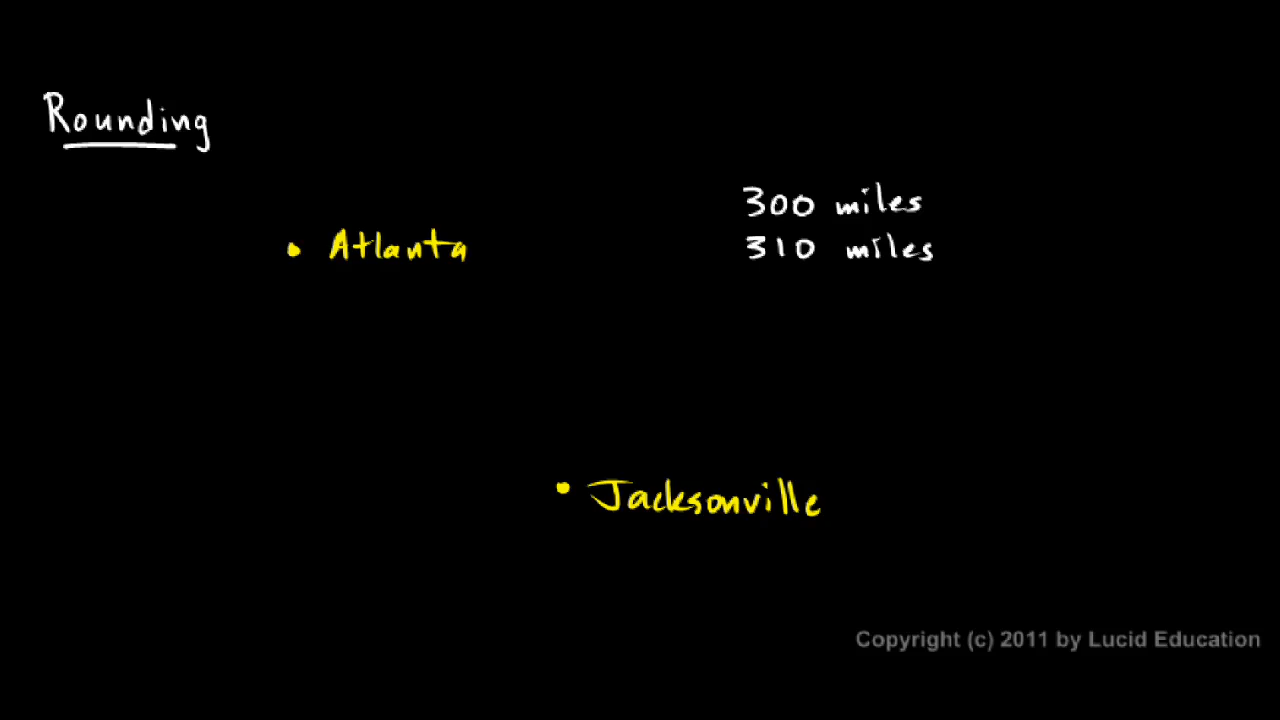 Rounding
300 miles
• Atlanta
310 miles
• Jacksonville
Copyright (c) 2011 by Lucid Education